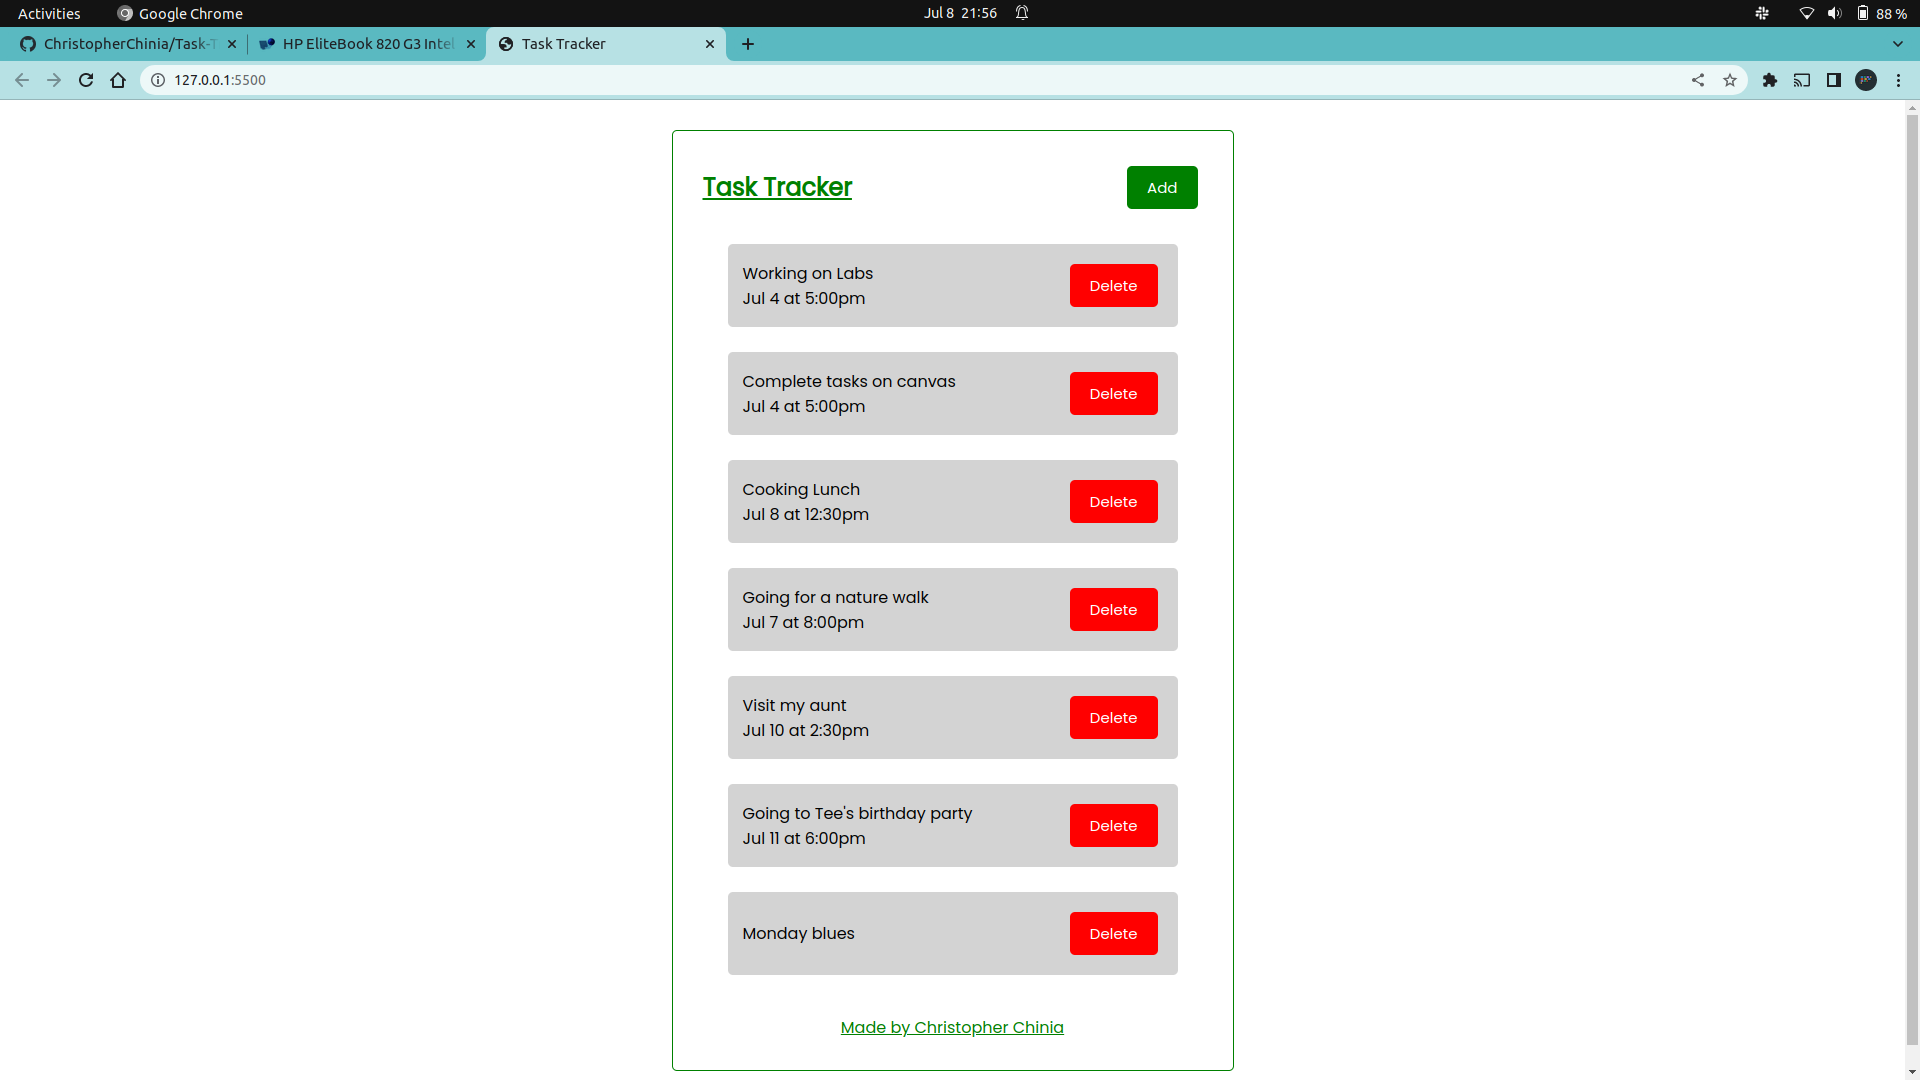 Activities Google Chrome Jul 8 21:56 88 %
ChristopherChinia/Task-T HP EliteBook 820 G3 Intel Task Tracker
127.0.0.1:5500
Task Tracker Add
Working on Labs
Jul 4 at 5:00pm
Delete
Complete tasks on canvas
Jul 4 at 5:00pm
Delete
Cooking Lunch
Jul 8 at 12:30pm
Delete
Going for a nature walk
Jul 7 at 8:00pm
Delete
Visit my aunt
Jul 10 at 2:30pm
Delete
Going to Tee's birthday party
Jul 11 at 6:00pm
Delete
Monday blues
Delete
Made by Christopher Chinia